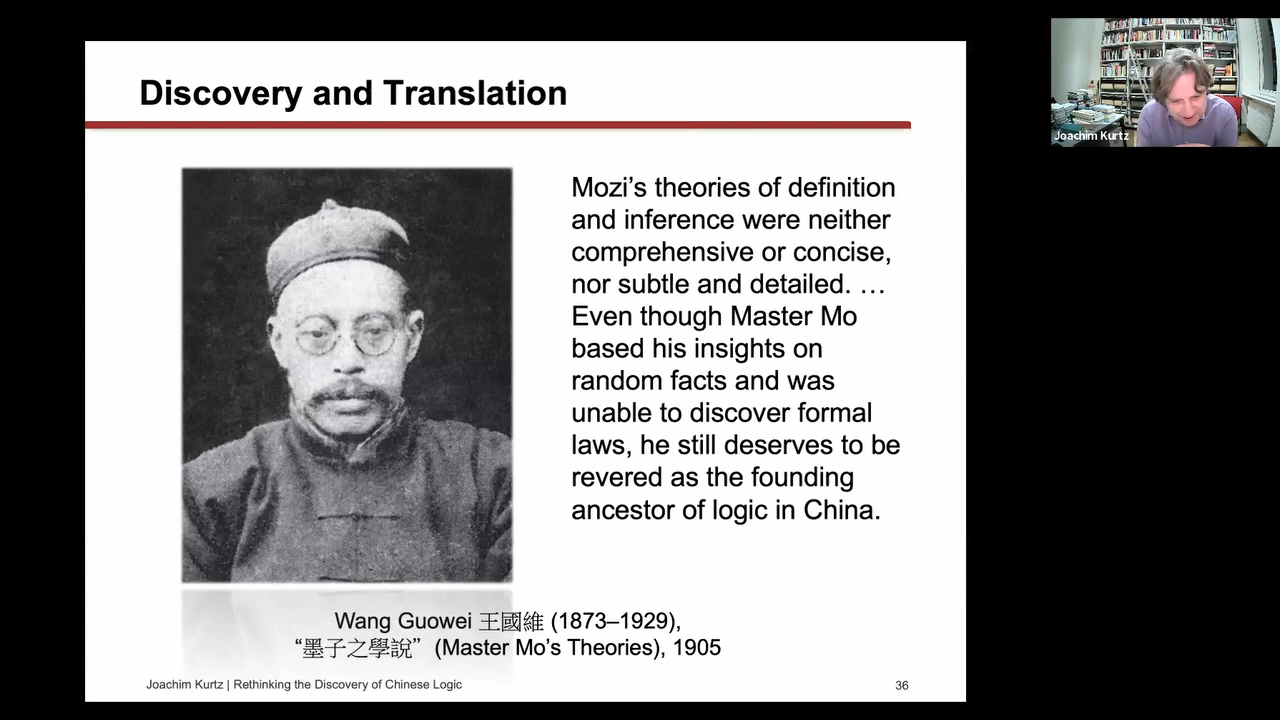 Discovery and Translation
Mozi's theories of definition
and inference were neither
comprehensive or concise,
nor subtle and detailed. …
Even though Master Mo
based his insights on
random facts and was
unable to discover formal
laws, he still deserves to be
revered as the founding
ancestor of logic in China.
Wang Guowei 王國維 (1873–1929),
“墨子之學說” (Master Mo's Theories), 1905
Joachim Kurtz | Rethinking the Discovery of Chinese Logic
36
Joachim Kurtz